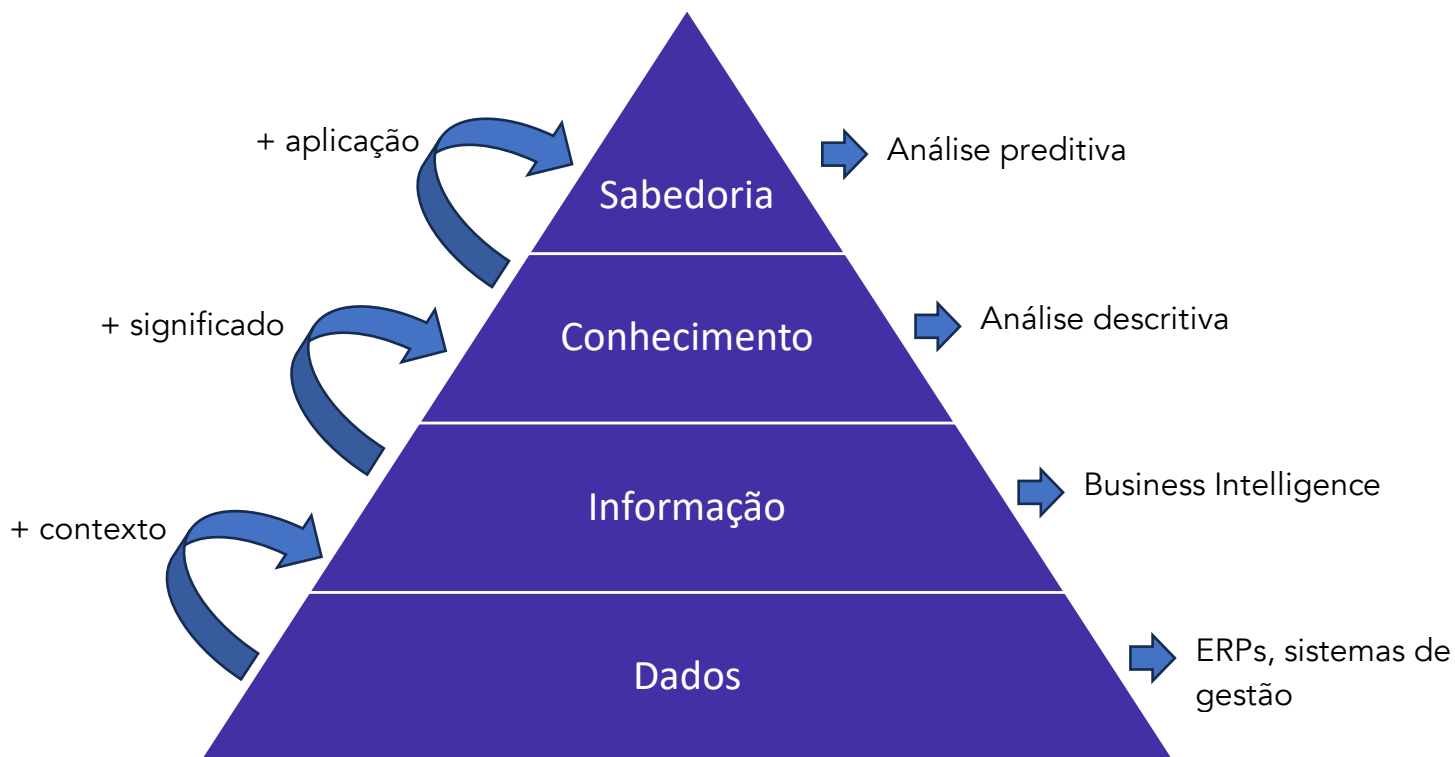 + aplicação
Análise preditiva
Sabedoria
+ significado
Análise descritiva
Conhecimento
Business Intelligence
Informação
+ contexto
ERPs, sistemas de
gestão
Dados